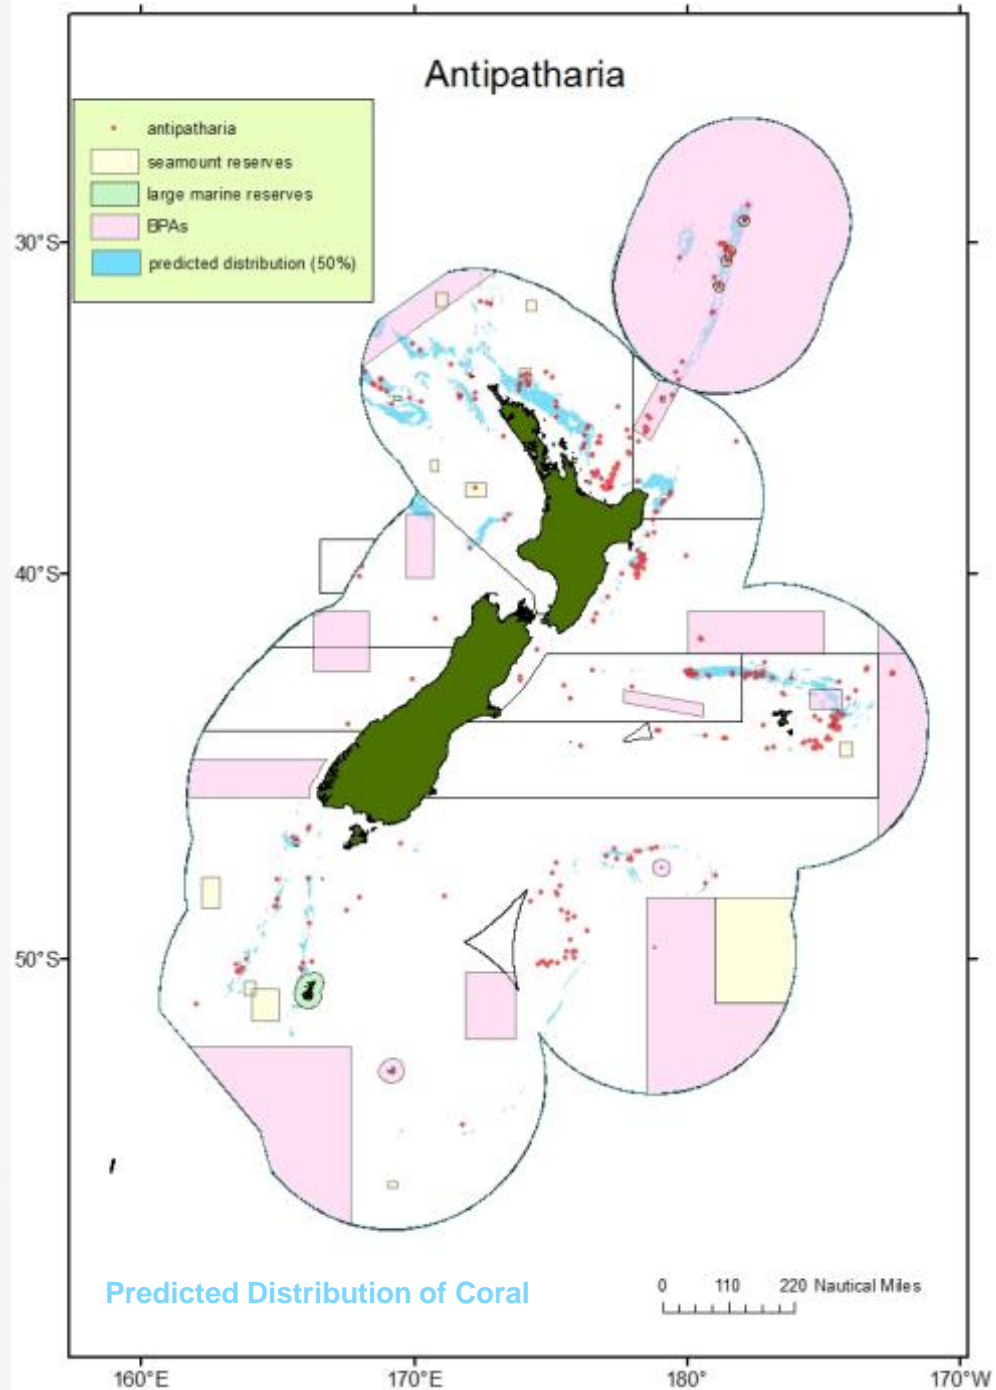 Antipatharia
antipatharia
seamount reserves
large marine reserves
BPAs
predicted distribution (50%)
30°S
40°S
50°S
Predicted Distribution of Coral
0 110 220 Nautical Miles
160°E 170°E 180° 170°W